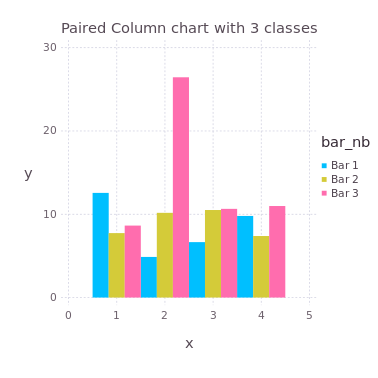 Paired Column chart with 3 classes
30
20
10
0
y
0 1 2 3 4 5
x
bar_nb
Bar 1
Bar 2
Bar 3